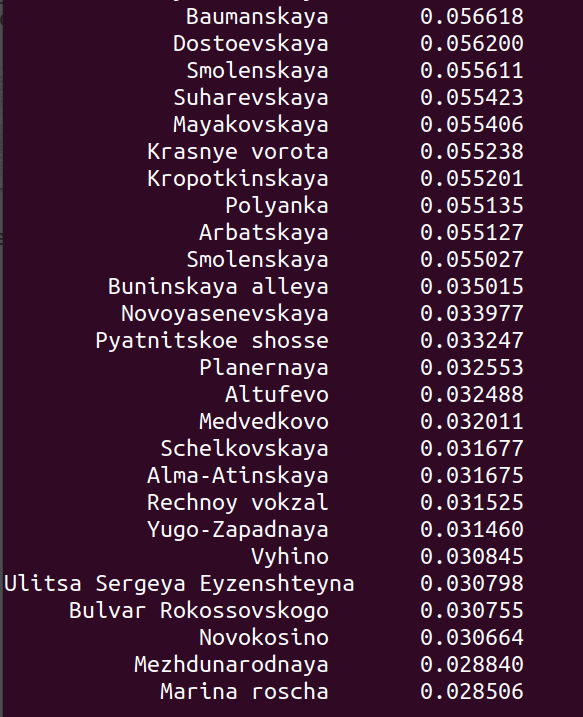 Baumanskaya 0.056618
Dostoevskaya 0.056200
Smolenskaya 0.055611
Suharevskaya 0.055423
Mayakovskaya 0.055406
Krasnye vorota 0.055238
Kropotkinskaya 0.055201
Polyanka 0.055135
Arbatskaya 0.055127
Smolenskaya 0.055027
Buninskaya alleya 0.035015
Novoyasenevskaya 0.033977
Pyatnitskoe shosse 0.033247
Planernaya 0.032553
Altufevo 0.032488
Medvedkovo 0.032011
Schelkovskaya 0.031677
Alma-Atinskaya 0.031675
Rechnoy vokzal 0.031525
Yugo-Zapadnaya 0.031460
Vyhino 0.030845
Ulitsa Sergeya Eyzenshteyna 0.030798
Bulvar Rokossovskogo 0.030755
Novokosino 0.030664
Mezhdunarodnaya 0.028840
Marina roscha 0.028506